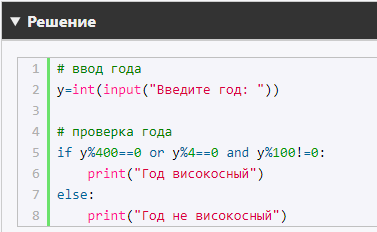 ▼ Решение
1 # ввод года
2 y=int(input("Введите год: "))
3
4 # проверка года
5 if y%400==0 or y%4==0 and y%100!=0:
6     print("Год високосный")
7 else:
8     print("Год не високосный")